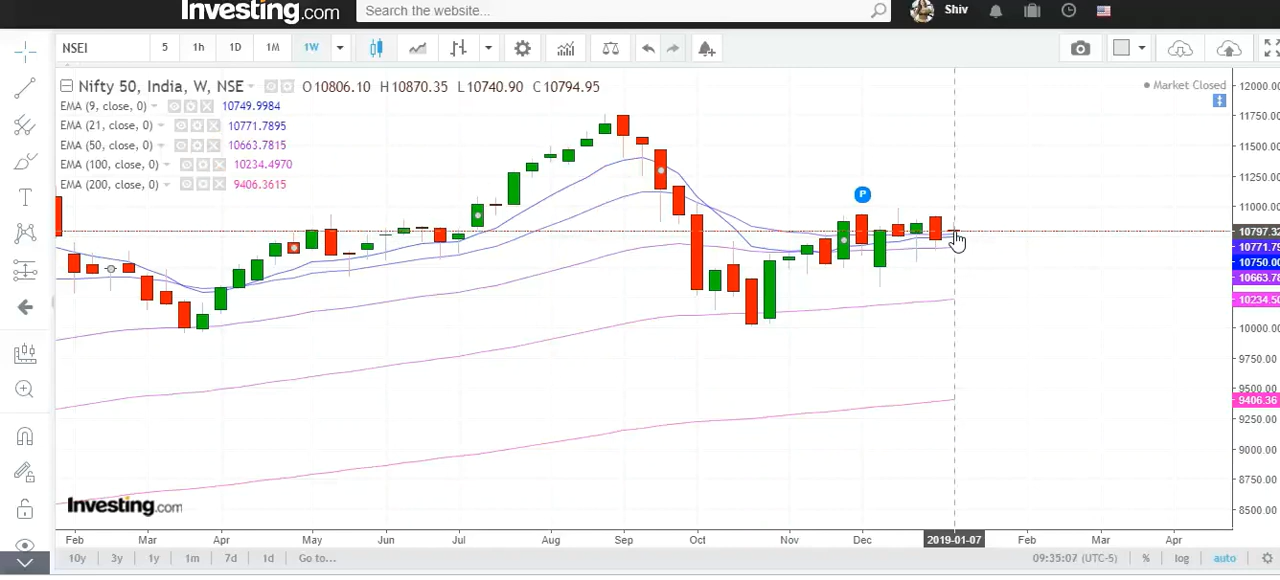 Investing.com
Search the website...
Shiv
NSEI
5
1h
1D
1M
1W
Nifty 50, India, W, NSE
O10806.10 H10870.35 L10740.90 C10794.95
Market Closed
EMA (9, close, 0) 10749.9984
EMA (21, close, 0) 10771.7895
EMA (50, close, 0) 10663.7815
EMA (100, close, 0) 10234.4970
EMA (200, close, 0) 9406.3615
P
12000.00
11750.00
11500.00
11250.00
11000.00
10797.32
10771.79
10750.00
10663.78
10234.50
10000.00
9750.00
9500.00
9406.36
9250.00
9000.00
8750.00
8500.00
Investing.com
Feb Mar Apr May Jun Jul Aug Sep Oct Nov Dec 2019-01-07 Feb Mar Apr
10y 3y 1y 1m 7d 1d Go to... 09:35:07 (UTC-5) % log auto